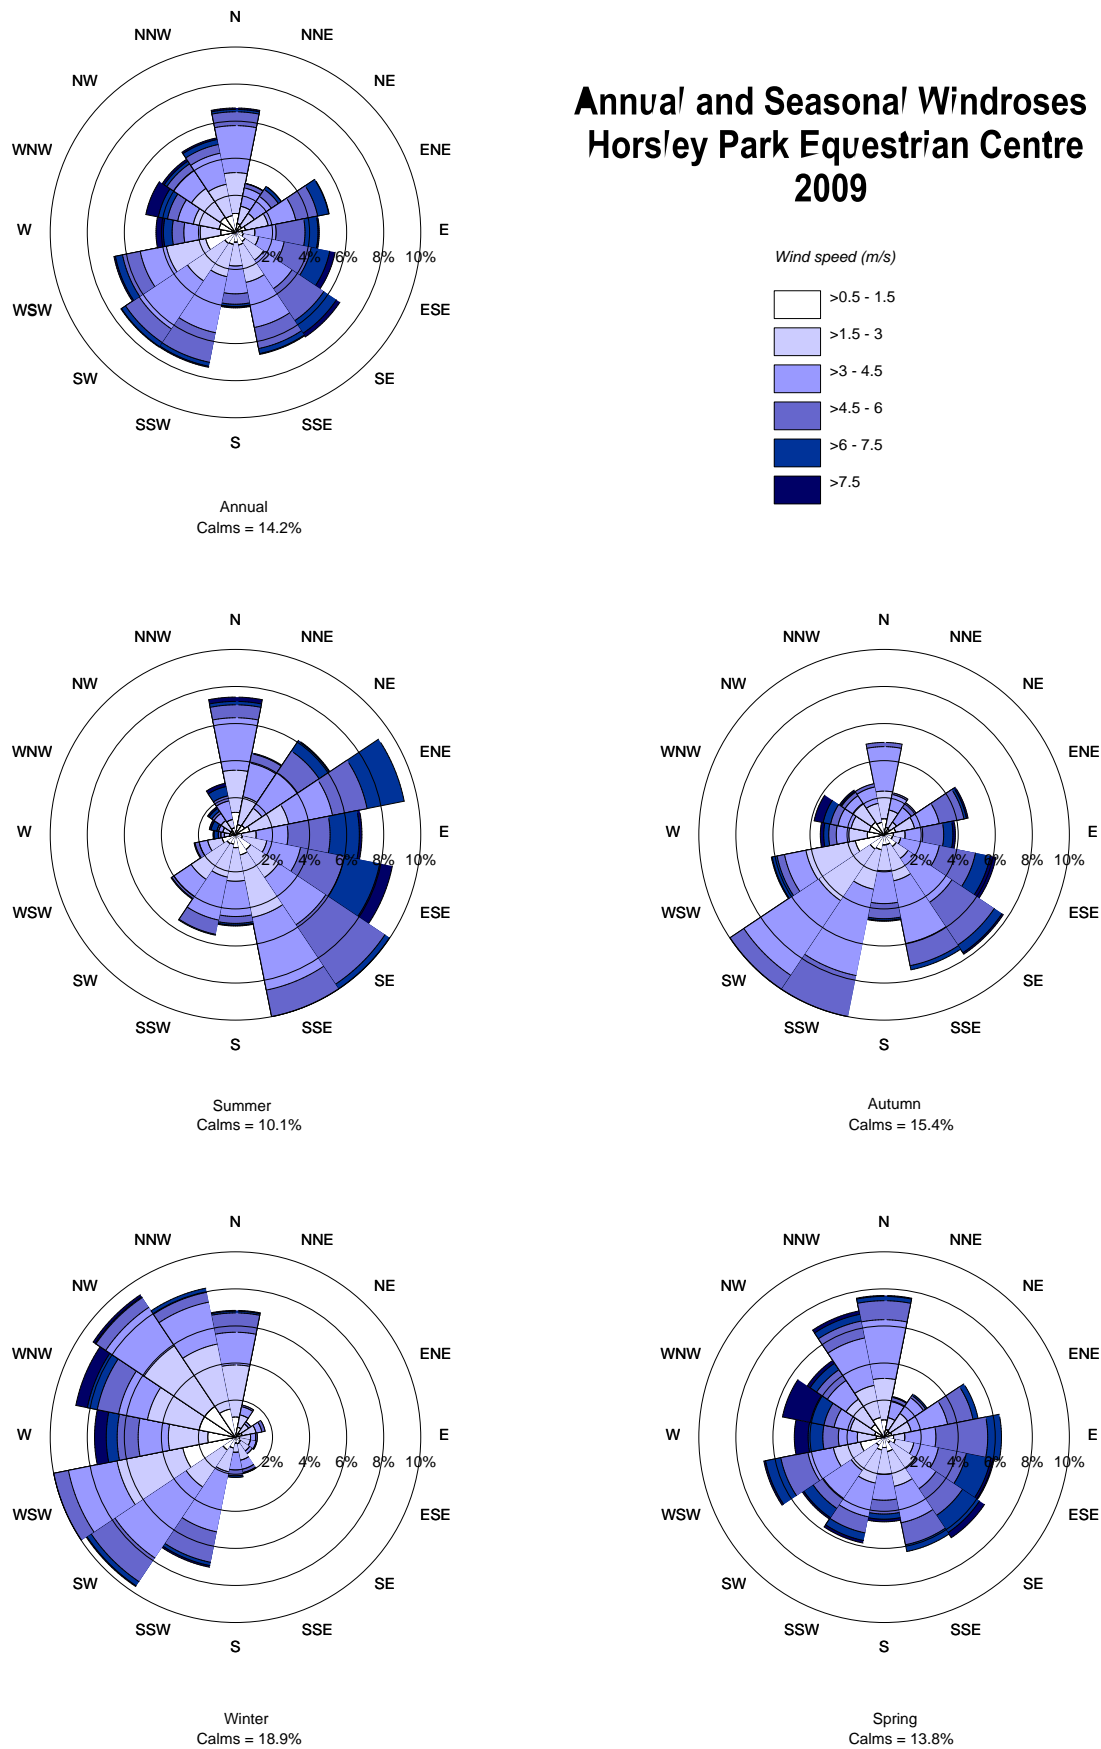 N
NNW
NNE
NW
NE
WNW
ENE
W
E
2%
4%
6%
8%
10%
WSW
ESE
SW
SE
SSW
SSE
S
Annual
Calms = 14.2%
Annual and Seasonal Windroses
Horsley Park Equestrian Centre
2009
Wind speed (m/s)
>0.5 - 1.5
>1.5 - 3
>3 - 4.5
>4.5 - 6
>6 - 7.5
>7.5
N
NNW
NNE
NW
NE
WNW
ENE
W
E
2%
4%
6%
8%
10%
WSW
ESE
SW
SE
SSW
SSE
S
Summer
Calms = 10.1%
N
NNW
NNE
NW
NE
WNW
ENE
W
E
2%
4%
6%
8%
10%
WSW
ESE
SW
SE
SSW
SSE
S
Autumn
Calms = 15.4%
N
NNW
NNE
NW
NE
WNW
ENE
W
E
2%
4%
6%
8%
10%
WSW
ESE
SW
SE
SSW
SSE
S
Winter
Calms = 18.9%
N
NNW
NNE
NW
NE
WNW
ENE
W
E
2%
4%
6%
8%
10%
WSW
ESE
SW
SE
SSW
SSE
S
Spring
Calms = 13.8%